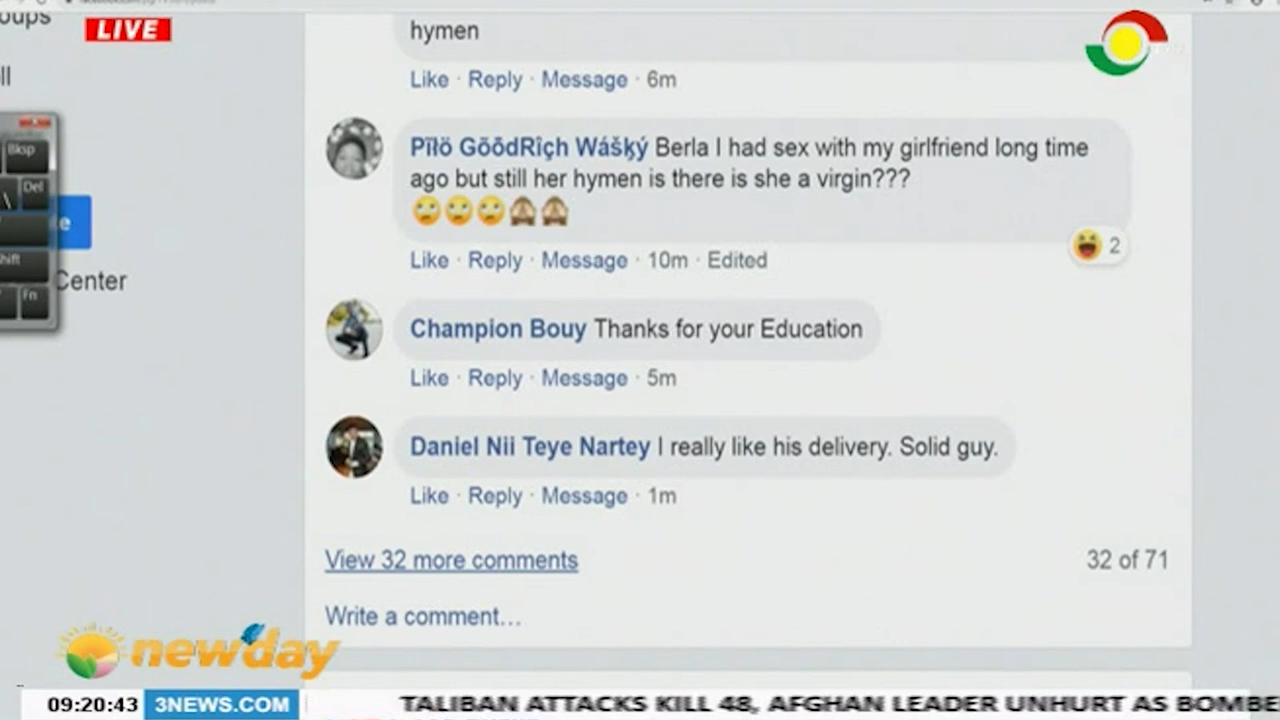 LIVE
hymen
Like · Reply · Message · 6m
Pïlö GõõdRîçh Wášķý Berla I had sex with my girlfriend long time
ago but still her hymen is there is she a virgin???
🙄🙄🙄🙈🙈
2
Like · Reply · Message · 10m · Edited
Champion Bouy Thanks for your Education
Like · Reply · Message · 5m
Daniel Nii Teye Nartey I really like his delivery. Solid guy.
Like · Reply · Message · 1m
View 32 more comments
32 of 71
Write a comment...
Bksp
Del
\
Fn
Center
newday
09:20:43
3NEWS.COM
TALIBAN ATTACKS KILL 48, AFGHAN LEADER UNHURT AS BOMBE